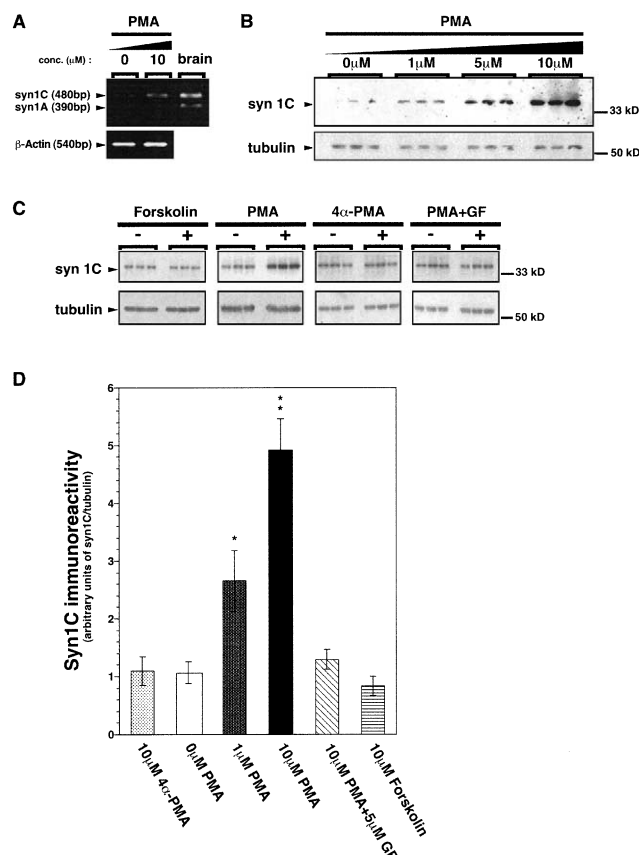 A
PMA
conc. (μM) : 0 10 brain
syn1C (480bp)
syn1A (390bp)
β-Actin (540bp)
B
PMA
0μM 1μM 5μM 10μM
syn 1C
33 kD
tubulin
50 kD
C
Forskolin PMA 4α-PMA PMA+GF
- + - + - + - +
syn 1C
33 kD
tubulin
50 kD
D
Syn1C immunoreactivity
(arbitrary units of syn1C/tubulin)
6
5
4
3
2
1
0
*
* *
10μM 4α-PMA
0μM PMA
1μM PMA
10μM PMA
10μM PMA+5μM GF
10μM Forskolin